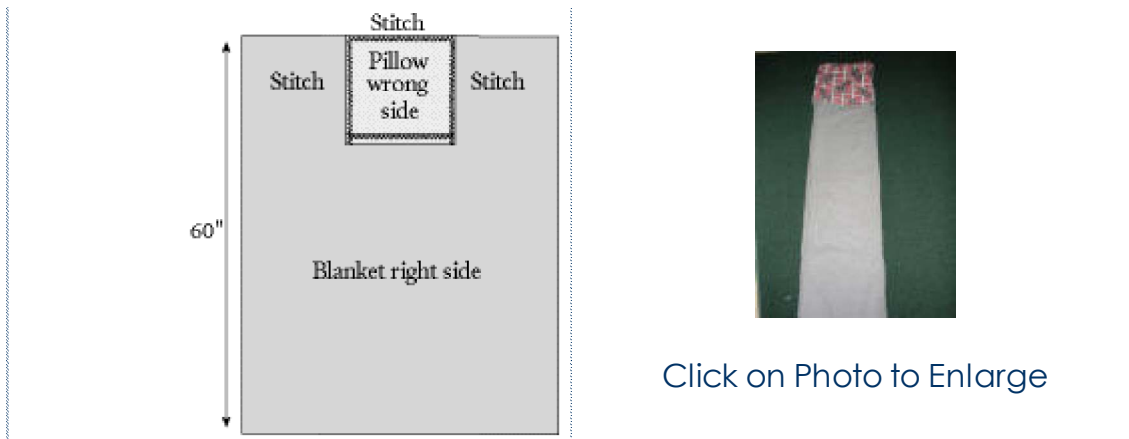 Stitch
Pillow
wrong
side
Stitch
Stitch
60"
Blanket right side
Click on Photo to Enlarge